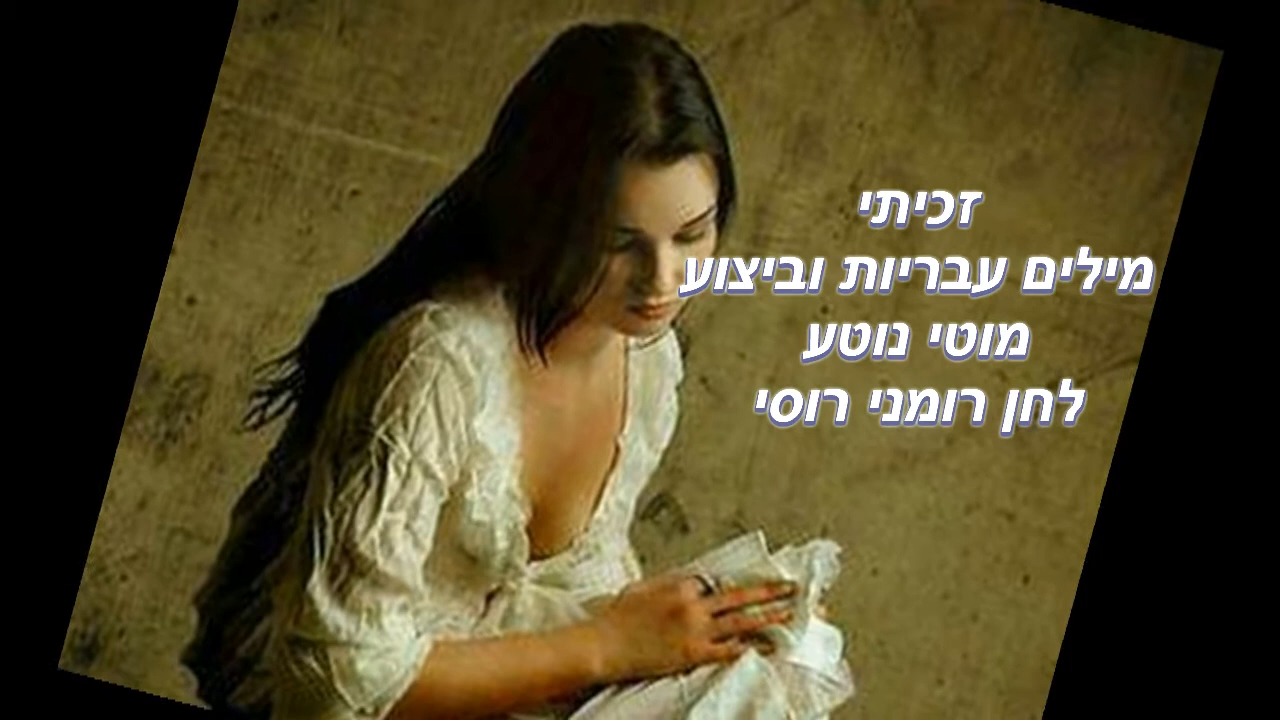 זכיתי
מילים עבריות וביצוע
מוטי נוטע
לחן רומני רוסי